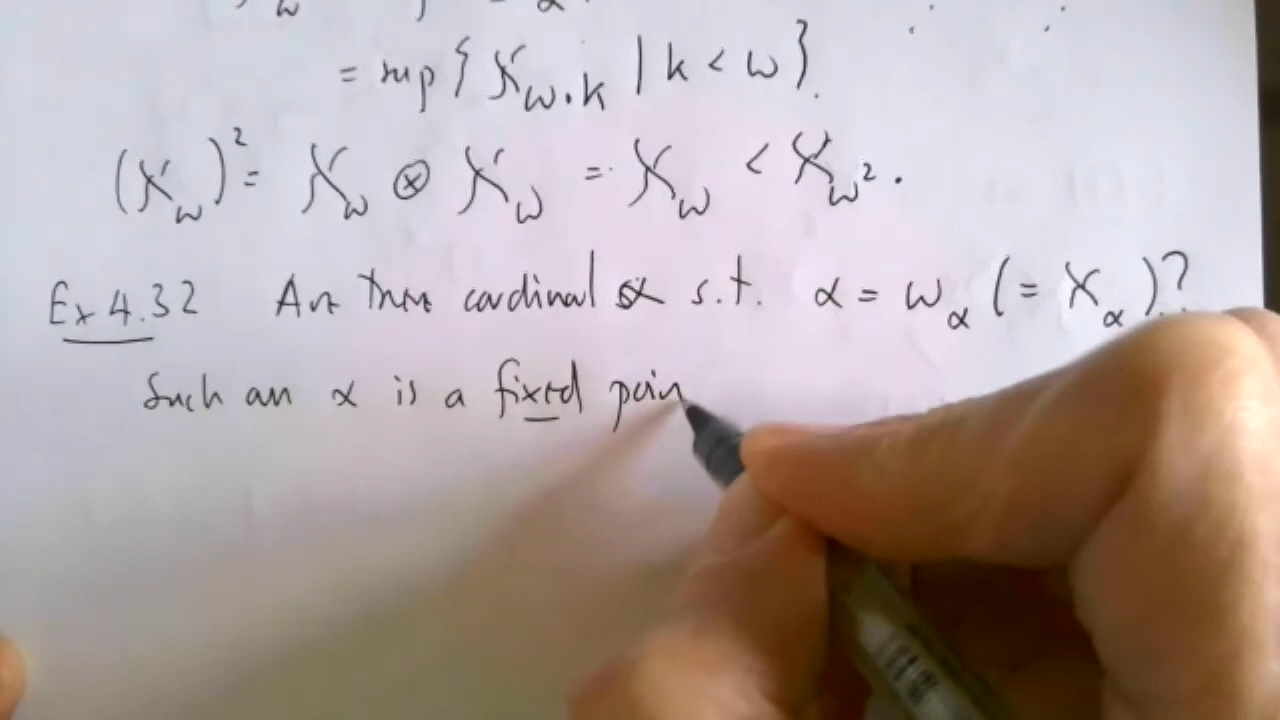 = sup { ℵ_{ω·k} | k < ω }.
(ℵ_ω)² = ℵ_ω ⊗ ℵ_ω = ℵ_ω < ℵ_{ω²}.
Ex 4.32 Are there cardinal α s.t. α = ω_α (= ℵ_α)?
Such an α is a fixed poin